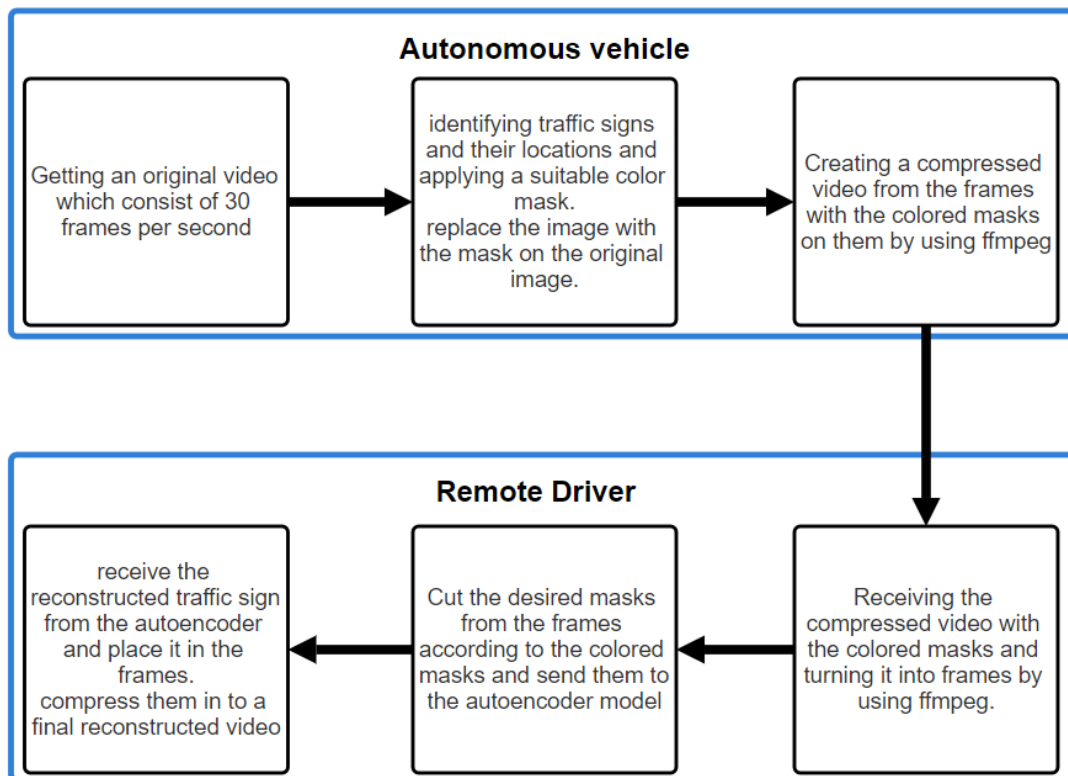 Autonomous vehicle
Getting an original video
which consist of 30
frames per second
identifying traffic signs
and their locations and
applying a suitable color
mask.
replace the image with
the mask on the original
image.
Creating a compressed
video from the frames
with the colored masks
on them by using ffmpeg
Remote Driver
receive the
reconstructed traffic sign
from the autoencoder
and place it in the
frames.
compress them in to a
final reconstructed video
Cut the desired masks
from the frames
according to the colored
masks and send them to
the autoencoder model
Receiving the
compressed video with
the colored masks and
turning it into frames by
using ffmpeg.